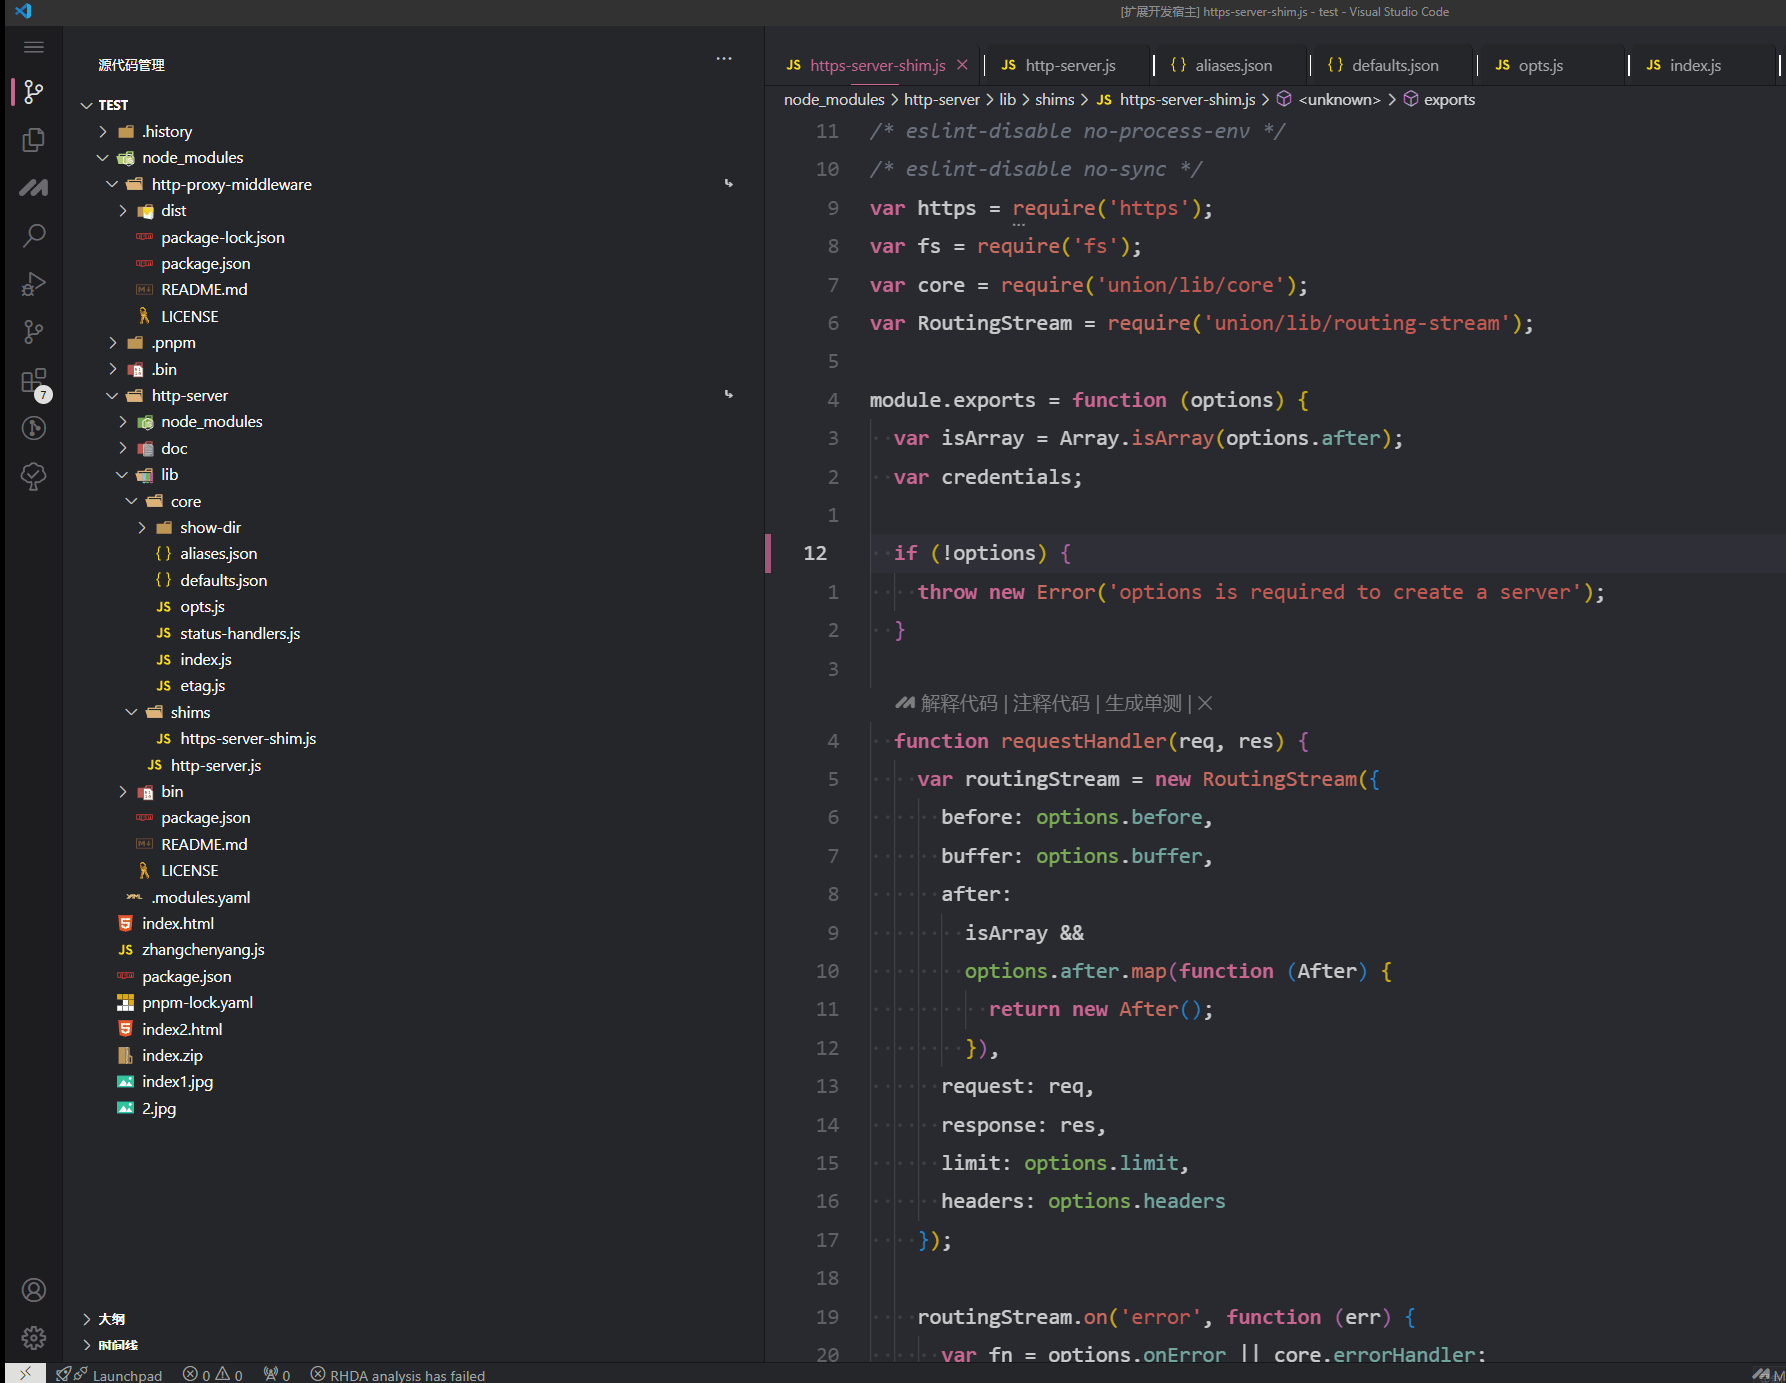 [扩展开发宿主] https-server-shim.js - test - Visual Studio Code
源代码管理
TEST
.history
node_modules
http-proxy-middleware
dist
package-lock.json
package.json
README.md
LICENSE
.pnpm
.bin
http-server
node_modules
doc
lib
core
show-dir
aliases.json
defaults.json
opts.js
status-handlers.js
index.js
etag.js
shims
https-server-shim.js
http-server.js
bin
package.json
README.md
LICENSE
.modules.yaml
index.html
zhangchenyang.js
package.json
pnpm-lock.yaml
index2.html
index.zip
index1.jpg
2.jpg
大纲
时间线
7
JS https-server-shim.js JS http-server.js {} aliases.json {} defaults.json JS opts.js JS index.js
node_modules > http-server > lib > shims > JS https-server-shim.js > <unknown> > exports
11 /* eslint-disable no-process-env */
10 /* eslint-disable no-sync */
9 var https = require('https');
8 var fs = require('fs');
7 var core = require('union/lib/core');
6 var RoutingStream = require('union/lib/routing-stream');
5
4 module.exports = function (options) {
3 var isArray = Array.isArray(options.after);
2 var credentials;
1
12 if (!options) {
1 throw new Error('options is required to create a server');
2 }
3
解释代码 | 注释代码 | 生成单测 |
4 function requestHandler(req, res) {
5 var routingStream = new RoutingStream({
6 before: options.before,
7 buffer: options.buffer,
8 after:
9 isArray &&
10 options.after.map(function (After) {
11 return new After();
12 }),
13 request: req,
14 response: res,
15 limit: options.limit,
16 headers: options.headers
17 });
18
19 routingStream.on('error', function (err) {
20 var fn = options.onError || core.errorHandler;
Launchpad 0 0 0 RHDA analysis has failed